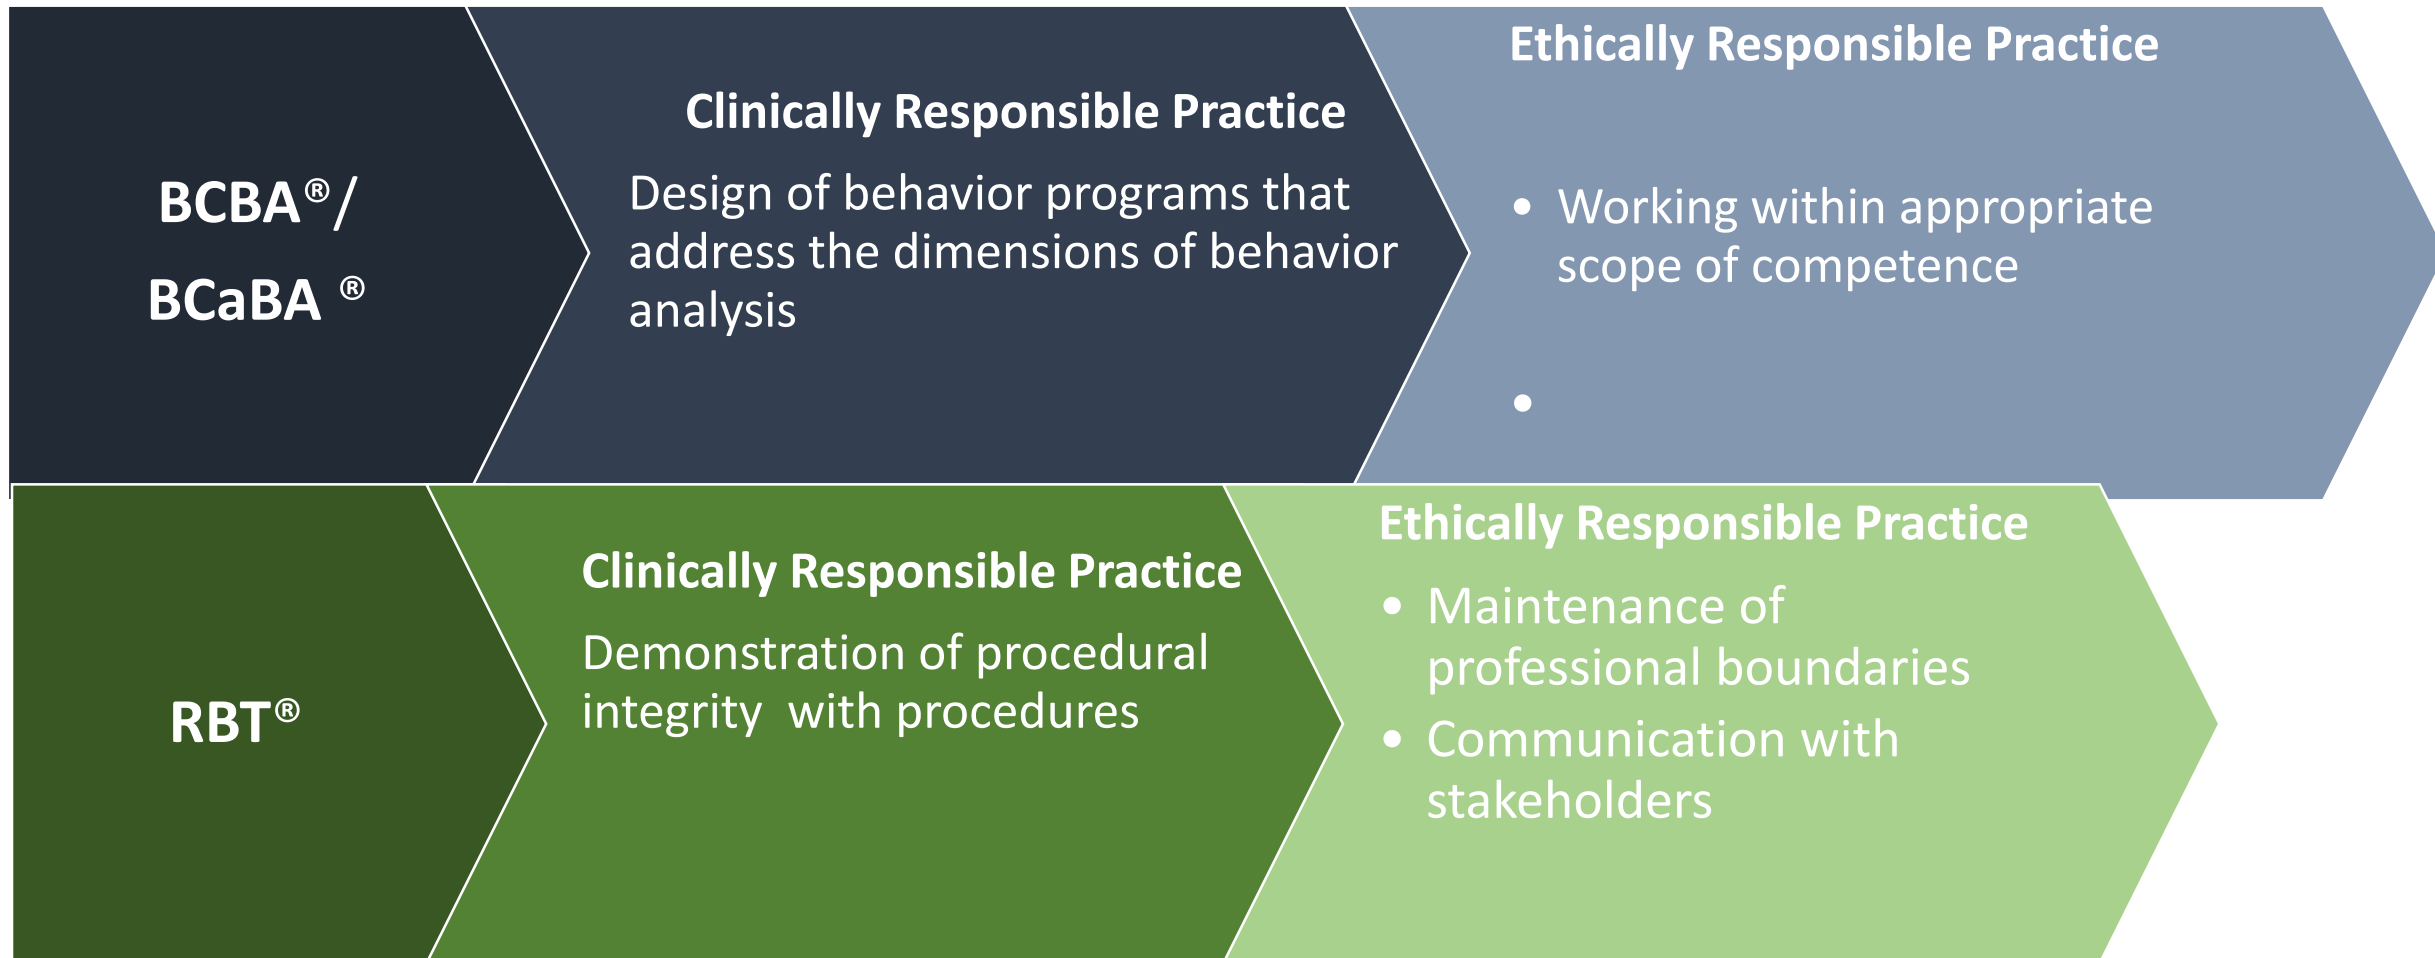 BCBA®/
BCaBA ®
Clinically Responsible Practice
Design of behavior programs that
address the dimensions of behavior
analysis
Ethically Responsible Practice
• Working within appropriate
scope of competence
•
RBT®
Clinically Responsible Practice
Demonstration of procedural
integrity  with procedures
Ethically Responsible Practice
• Maintenance of
professional boundaries
• Communication with
stakeholders